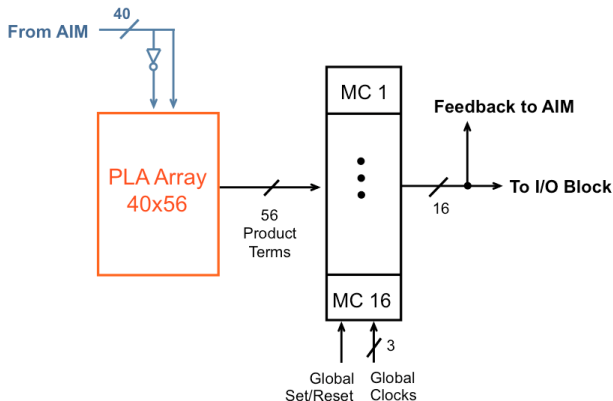 40
From AIM
MC 1
Feedback to AIM
PLA Array
40x56
To I/O Block
56
Product
Terms
16
MC 16
3
Global
Set/Reset
Global
Clocks